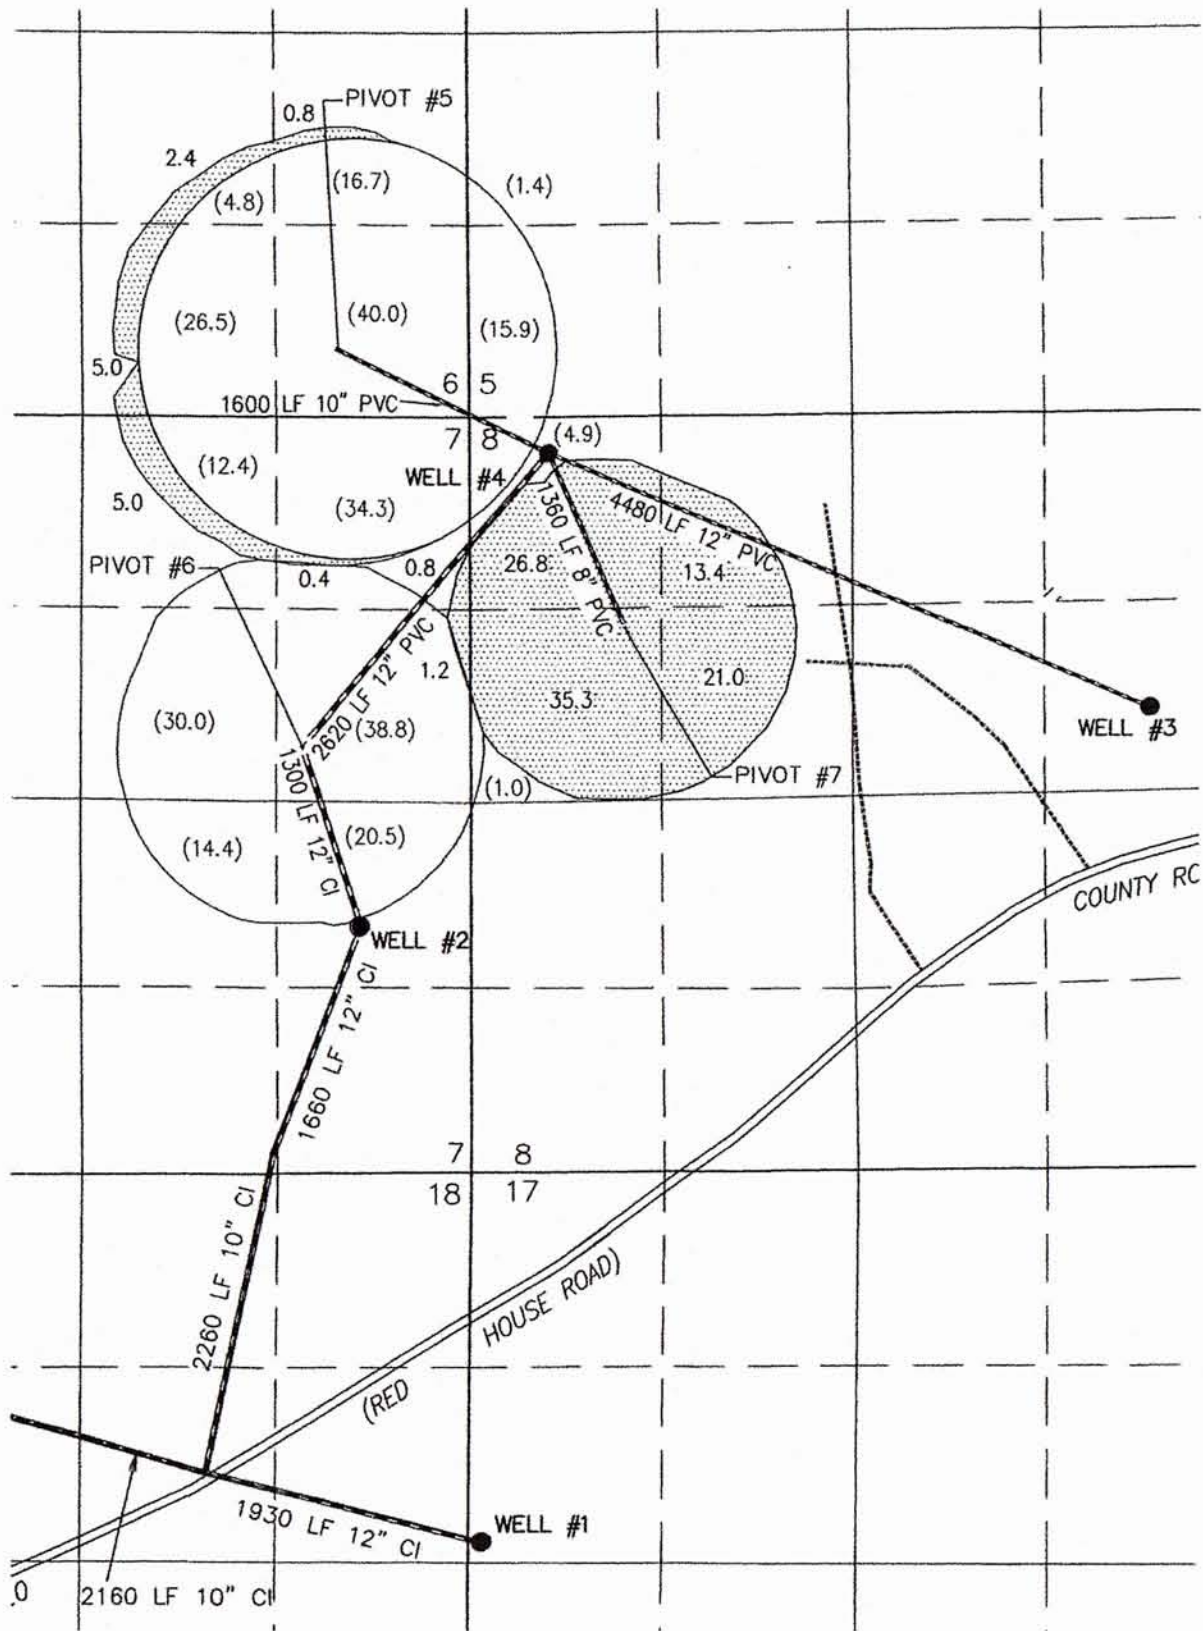 PIVOT #5
0.8
2.4
(16.7)
(1.4)
(4.8)
(40.0)
(26.5)
(15.9)
5.0
6 5
1600 LF 10" PVC
7 8
(4.9)
(12.4)
WELL #4
5.0
(34.3)
1360 LF 8" PVC
4480 LF 12" PVC
PIVOT #6
0.4
0.8
26.8
13.4
2620 LF 12" PVC
1.2
21.0
35.3
(30.0)
(38.8)
WELL #3
1300 LF 12" CI
PIVOT #7
(1.0)
(14.4)
(20.5)
COUNTY RO
WELL #2
1660 LF 12" CI
7 8
18 17
2260 LF 10" CI
HOUSE ROAD)
(RED
1930 LF 12" CI
WELL #1
.0
2160 LF 10" CI